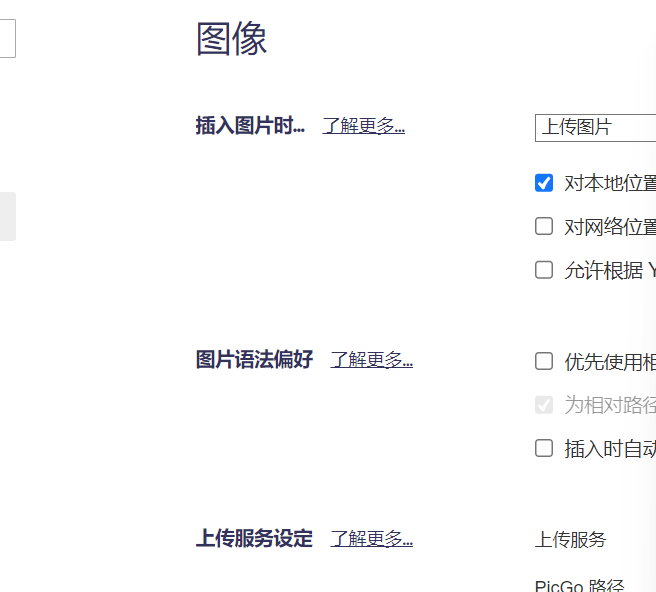 图像
插入图片时... 了解更多... 上传图片
对本地位置
对网络位置
允许根据 Y
图片语法偏好 了解更多... 优先使用相
为相对路径
插入时自动
上传服务设定 了解更多... 上传服务
PicGo 路径